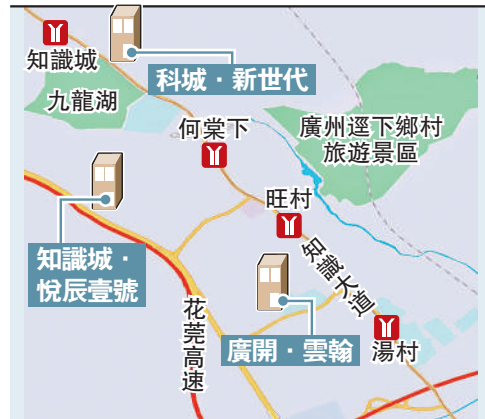 知識城
科城·新世代
九龍湖
何棠下
廣州逕下鄉村
旅遊景區
旺村
知識城·
悅辰壹號
知識大道
花莞高速
廣開·雲翰
湯村